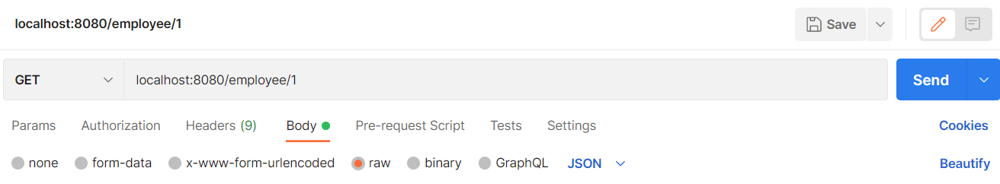 localhost:8080/employee/1 Save
GET localhost:8080/employee/1 Send
Params Authorization Headers (9) Body Pre-request Script Tests Settings Cookies
none form-data x-www-form-urlencoded raw binary GraphQL JSON Beautify